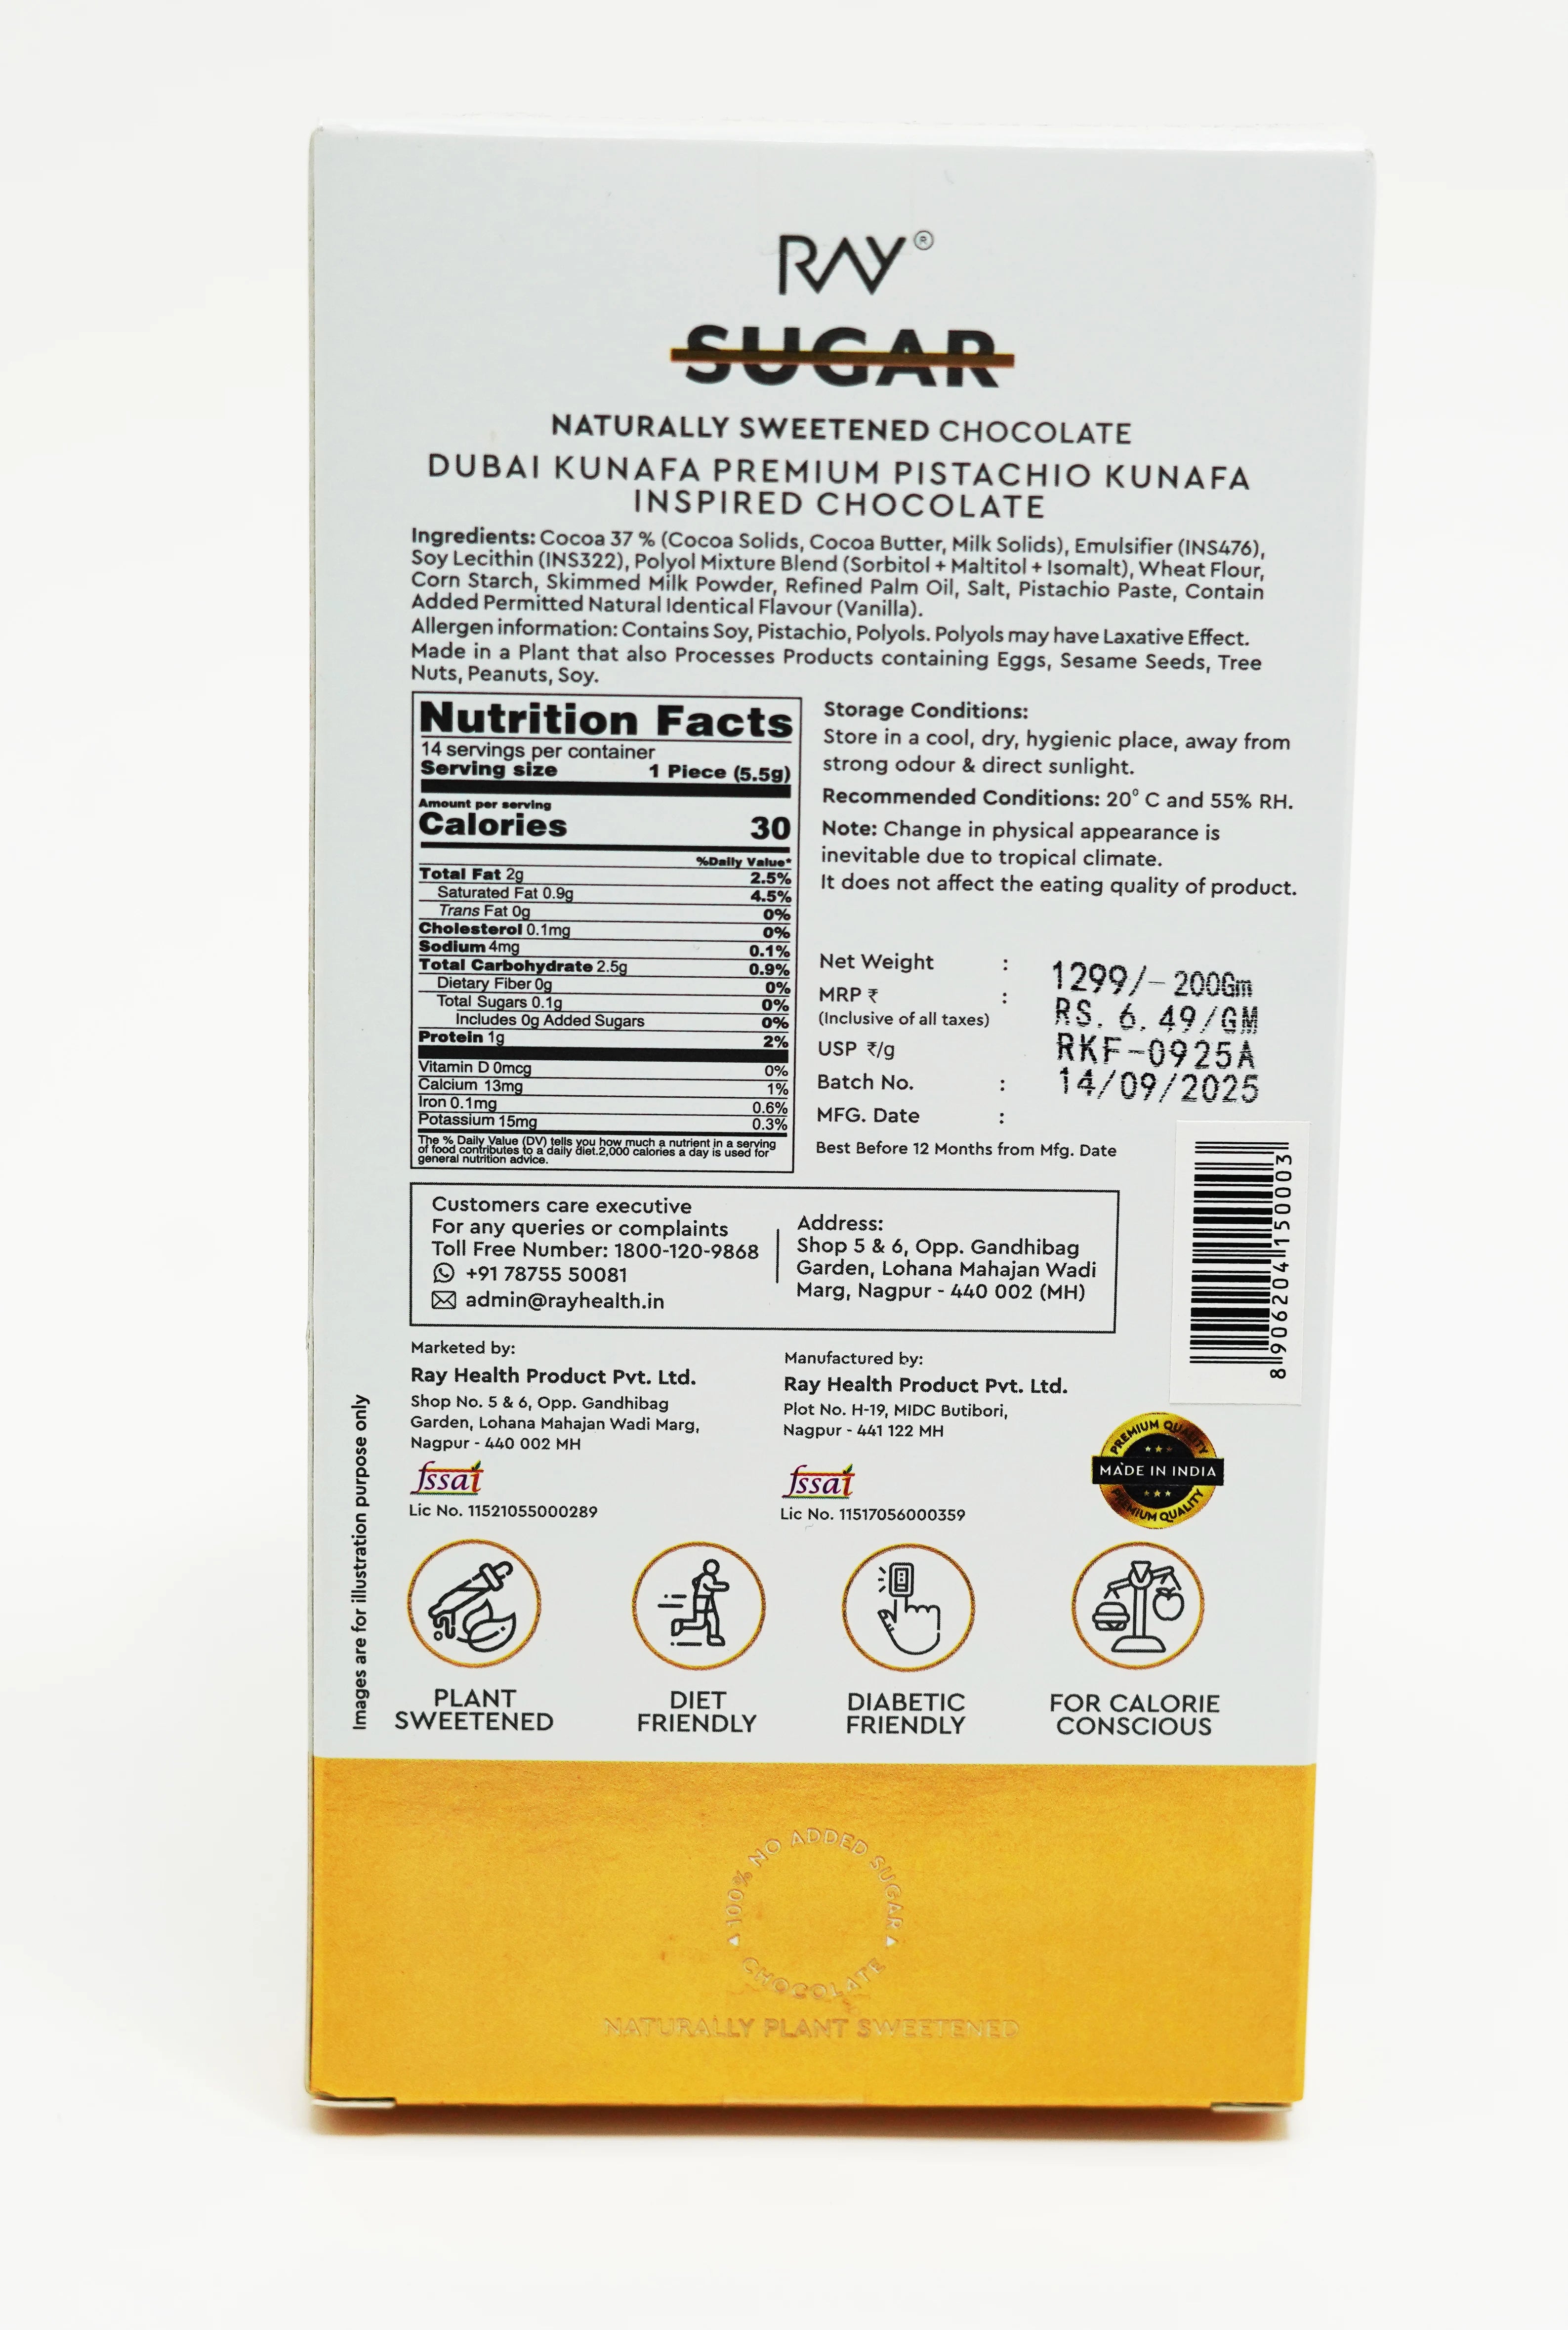 RAY®
SUGAR
NATURALLY SWEETENED CHOCOLATE
DUBAI KUNAFA PREMIUM PISTACHIO KUNAFA
INSPIRED CHOCOLATE
Ingredients: Cocoa 37 % (Cocoa Solids, Cocoa Butter, Milk Solids), Emulsifier (INS476),
Soy Lecithin (INS322), Polyol Mixture Blend (Sorbitol + Maltitol + Isomalt), Wheat Flour,
Corn Starch, Skimmed Milk Powder, Refined Palm Oil, Salt, Pistachio Paste, Contain
Added Permitted Natural Identical Flavour (Vanilla).
Allergen information: Contains Soy, Pistachio, Polyols. Polyols may have Laxative Effect.
Made in a Plant that also Processes Products containing Eggs, Sesame Seeds, Tree
Nuts, Peanuts, Soy.
Nutrition Facts
14 servings per container
Serving size 1 Piece (5.5g)
Amount per serving
Calories 30
%Daily Value*
Total Fat 2g 2.5%
Saturated Fat 0.9g 4.5%
Trans Fat 0g 0%
Cholesterol 0.1mg 0%
Sodium 4mg 0.1%
Total Carbohydrate 2.5g 0.9%
Dietary Fiber 0g 0%
Total Sugars 0.1g 0%
Includes 0g Added Sugars 0%
Protein 1g 2%
Vitamin D 0mcg 0%
Calcium 13mg 1%
Iron 0.1mg 0.6%
Potassium 15mg 0.3%
The % Daily Value (DV) tells you how much a nutrient in a serving
of food contributes to a daily diet.2,000 calories a day is used for
general nutrition advice.
Storage Conditions:
Store in a cool, dry, hygienic place, away from
strong odour & direct sunlight.
Recommended Conditions: 20° C and 55% RH.
Note: Change in physical appearance is
inevitable due to tropical climate.
It does not affect the eating quality of product.
Net Weight :
MRP ₹ :
(Inclusive of all taxes)
USP ₹/g
Batch No. :
MFG. Date :
1299/- 200Gm
RS. 6. 49/GM
RKF-0925A
14/09/2025
Best Before 12 Months from Mfg. Date
8 906204 150003
Customers care executive
For any queries or complaints
Toll Free Number: 1800-120-9868
+91 78755 50081
admin@rayhealth.in
Address:
Shop 5 & 6, Opp. Gandhibag
Garden, Lohana Mahajan Wadi
Marg, Nagpur - 440 002 (MH)
Marketed by:
Ray Health Product Pvt. Ltd.
Shop No. 5 & 6, Opp. Gandhibag
Garden, Lohana Mahajan Wadi Marg,
Nagpur - 440 002 MH
fssai
Lic No. 11521055000289
Manufactured by:
Ray Health Product Pvt. Ltd.
Plot No. H-19, MIDC Butibori,
Nagpur - 441 122 MH
fssai
Lic No. 11517056000359
PREMIUM QUALITY
MADE IN INDIA
PREMIUM QUALITY
Images are for illustration purpose only
PLANT
SWEETENED
DIET
FRIENDLY
DIABETIC
FRIENDLY
FOR CALORIE
CONSCIOUS
100% NO ADDED SUGAR
CHOCOLATE
NATURALLY PLANT SWEETENED